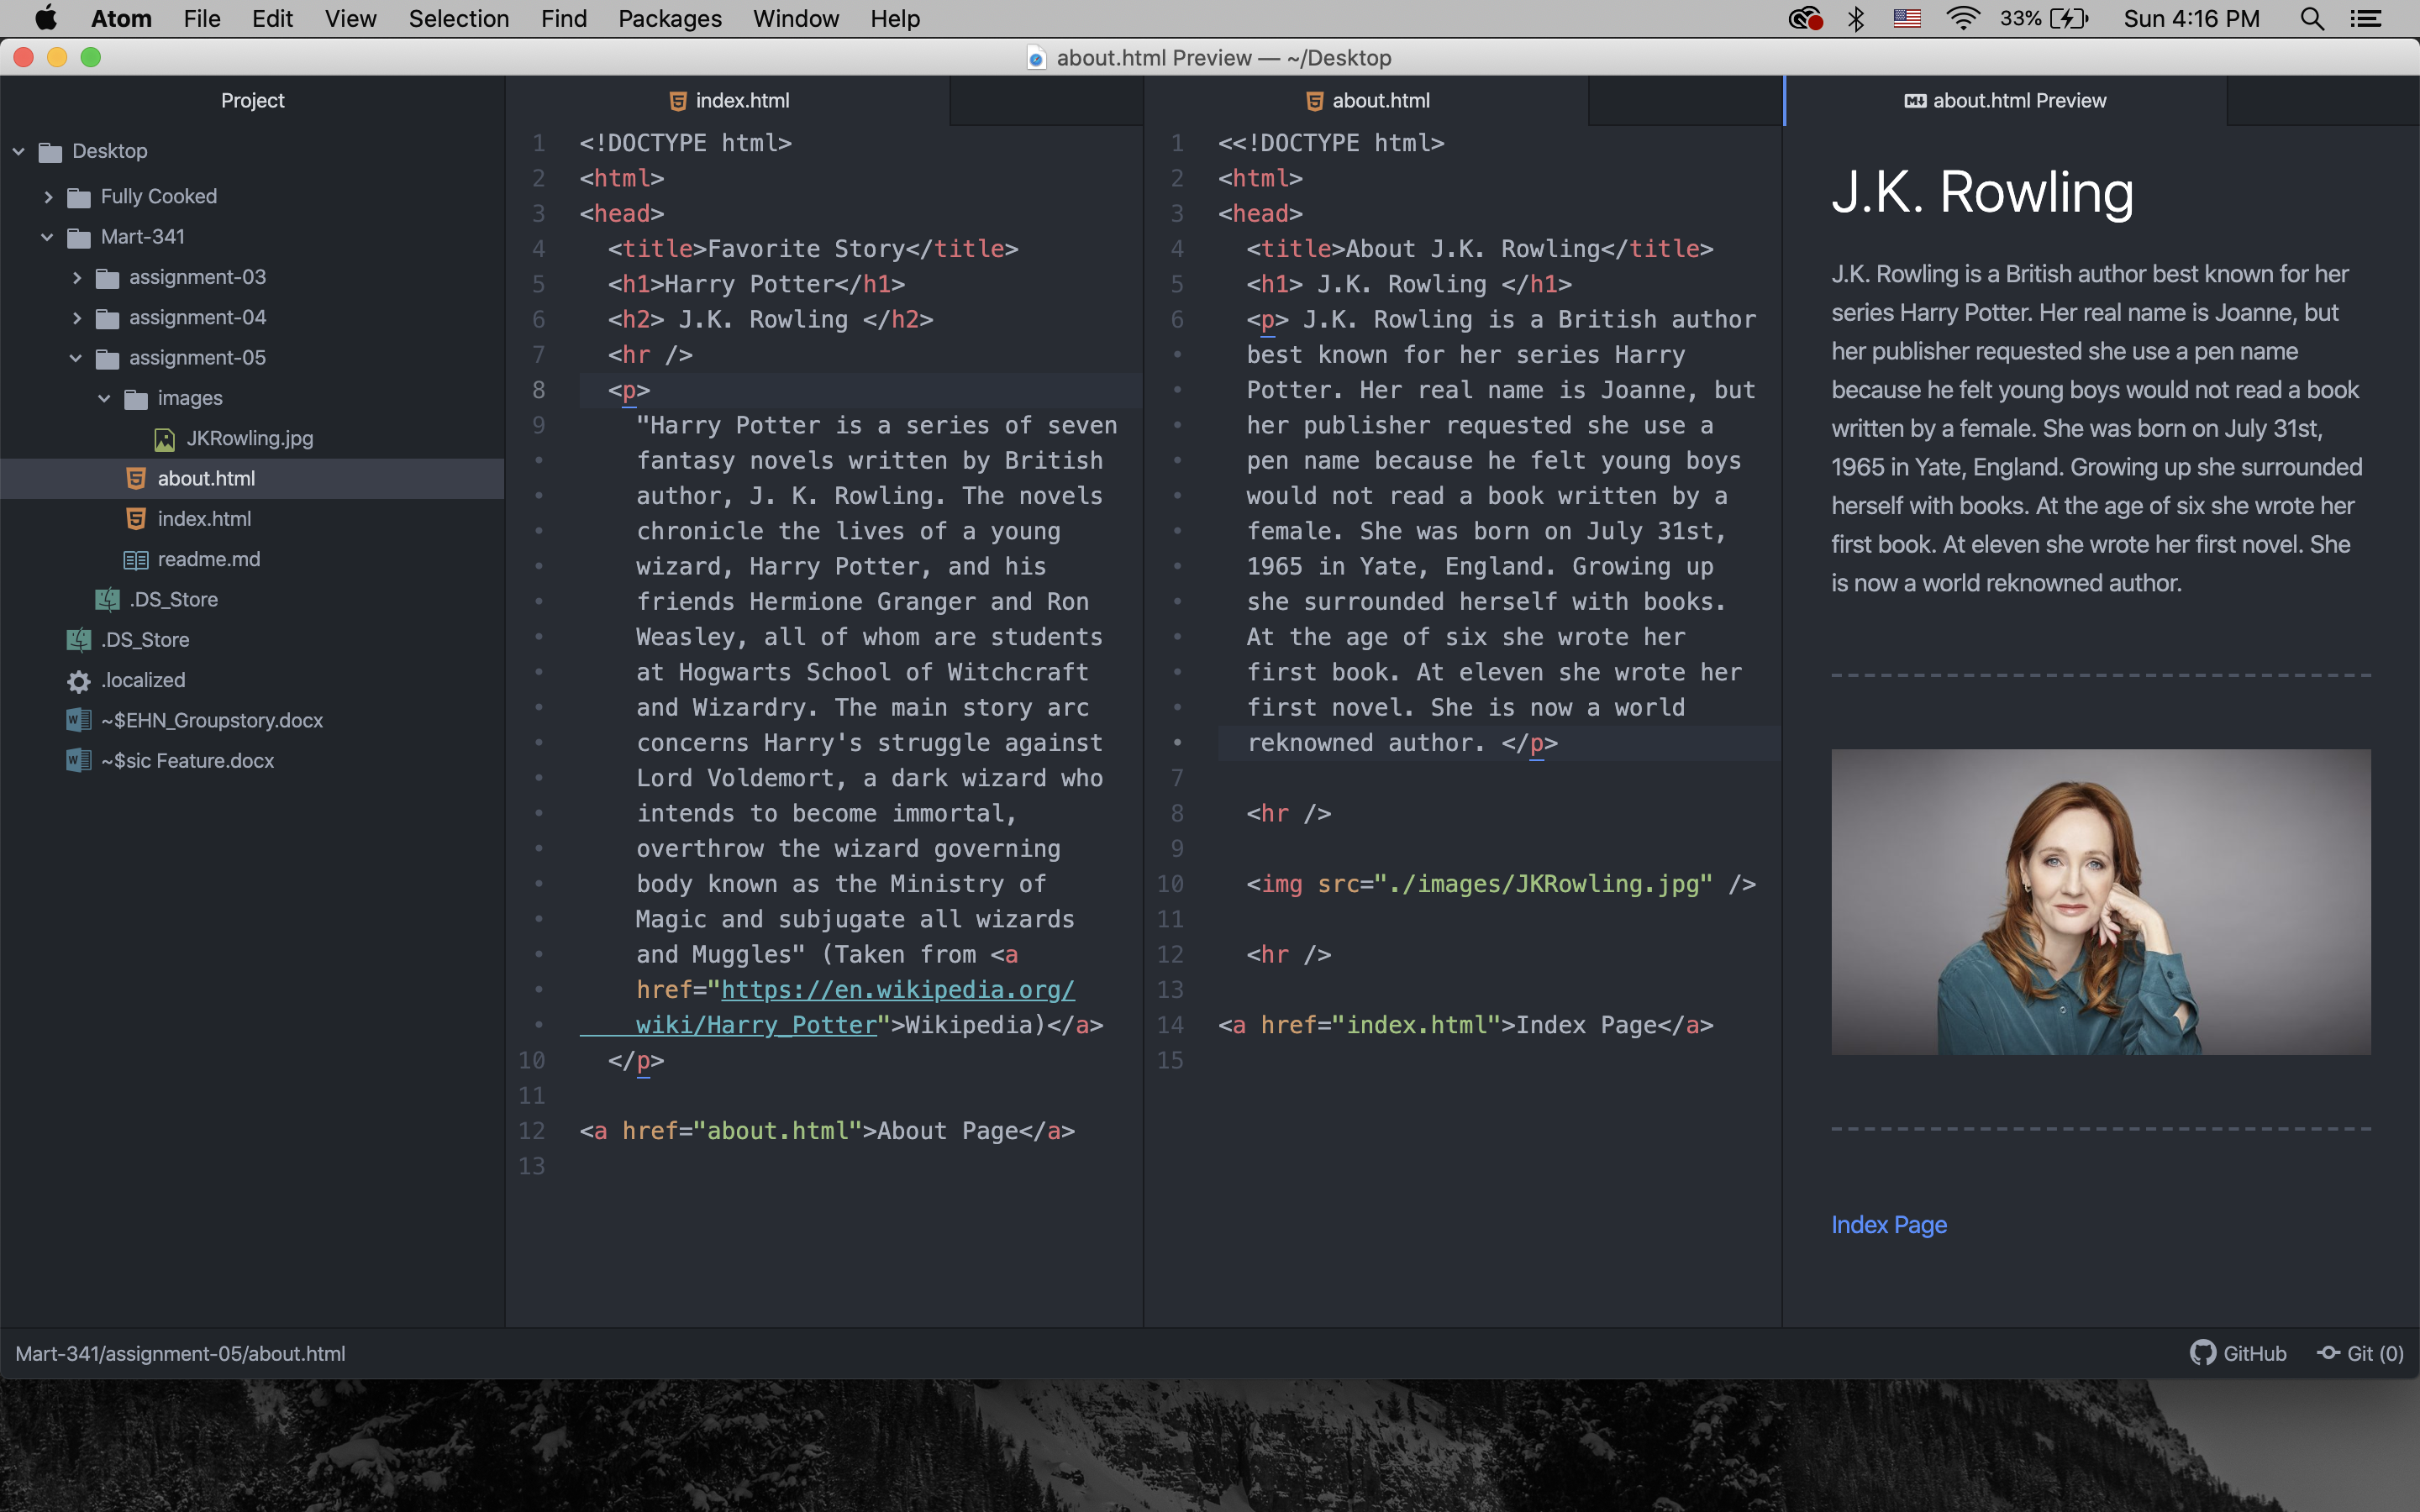 Atom File Edit View Selection Find Packages Window Help 33% Sun 4:16 PM
about.html Preview — ~/Desktop
Project
Desktop
Fully Cooked
Mart-341
assignment-03
assignment-04
assignment-05
images
JKRowling.jpg
about.html
index.html
readme.md
.DS_Store
.DS_Store
.localized
~$EHN_Groupstory.docx
~$sic Feature.docx
index.html
1 <!DOCTYPE html>
2 <html>
3 <head>
4 <title>Favorite Story</title>
5 <h1>Harry Potter</h1>
6 <h2> J.K. Rowling </h2>
7 <hr />
8 <p>
9 "Harry Potter is a series of seven
fantasy novels written by British
author, J. K. Rowling. The novels
chronicle the lives of a young
wizard, Harry Potter, and his
friends Hermione Granger and Ron
Weasley, all of whom are students
at Hogwarts School of Witchcraft
and Wizardry. The main story arc
concerns Harry's struggle against
Lord Voldemort, a dark wizard who
intends to become immortal,
overthrow the wizard governing
body known as the Ministry of
Magic and subjugate all wizards
and Muggles" (Taken from <a
href="https://en.wikipedia.org/
wiki/Harry_Potter">Wikipedia)</a>
10 </p>
11
12 <a href="about.html">About Page</a>
13
about.html
1 <<!DOCTYPE html>
2 <html>
3 <head>
4 <title>About J.K. Rowling</title>
5 <h1> J.K. Rowling </h1>
6 <p> J.K. Rowling is a British author
best known for her series Harry
Potter. Her real name is Joanne, but
her publisher requested she use a
pen name because he felt young boys
would not read a book written by a
female. She was born on July 31st,
1965 in Yate, England. Growing up
she surrounded herself with books.
At the age of six she wrote her
first book. At eleven she wrote her
first novel. She is now a world
reknowned author. </p>
7
8 <hr />
9
10 <img src="./images/JKRowling.jpg" />
11
12 <hr />
13
14 <a href="index.html">Index Page</a>
15
about.html Preview
J.K. Rowling
J.K. Rowling is a British author best known for her
series Harry Potter. Her real name is Joanne, but
her publisher requested she use a pen name
because he felt young boys would not read a book
written by a female. She was born on July 31st,
1965 in Yate, England. Growing up she surrounded
herself with books. At the age of six she wrote her
first book. At eleven she wrote her first novel. She
is now a world reknowned author.
Index Page
Mart-341/assignment-05/about.html
GitHub Git (0)